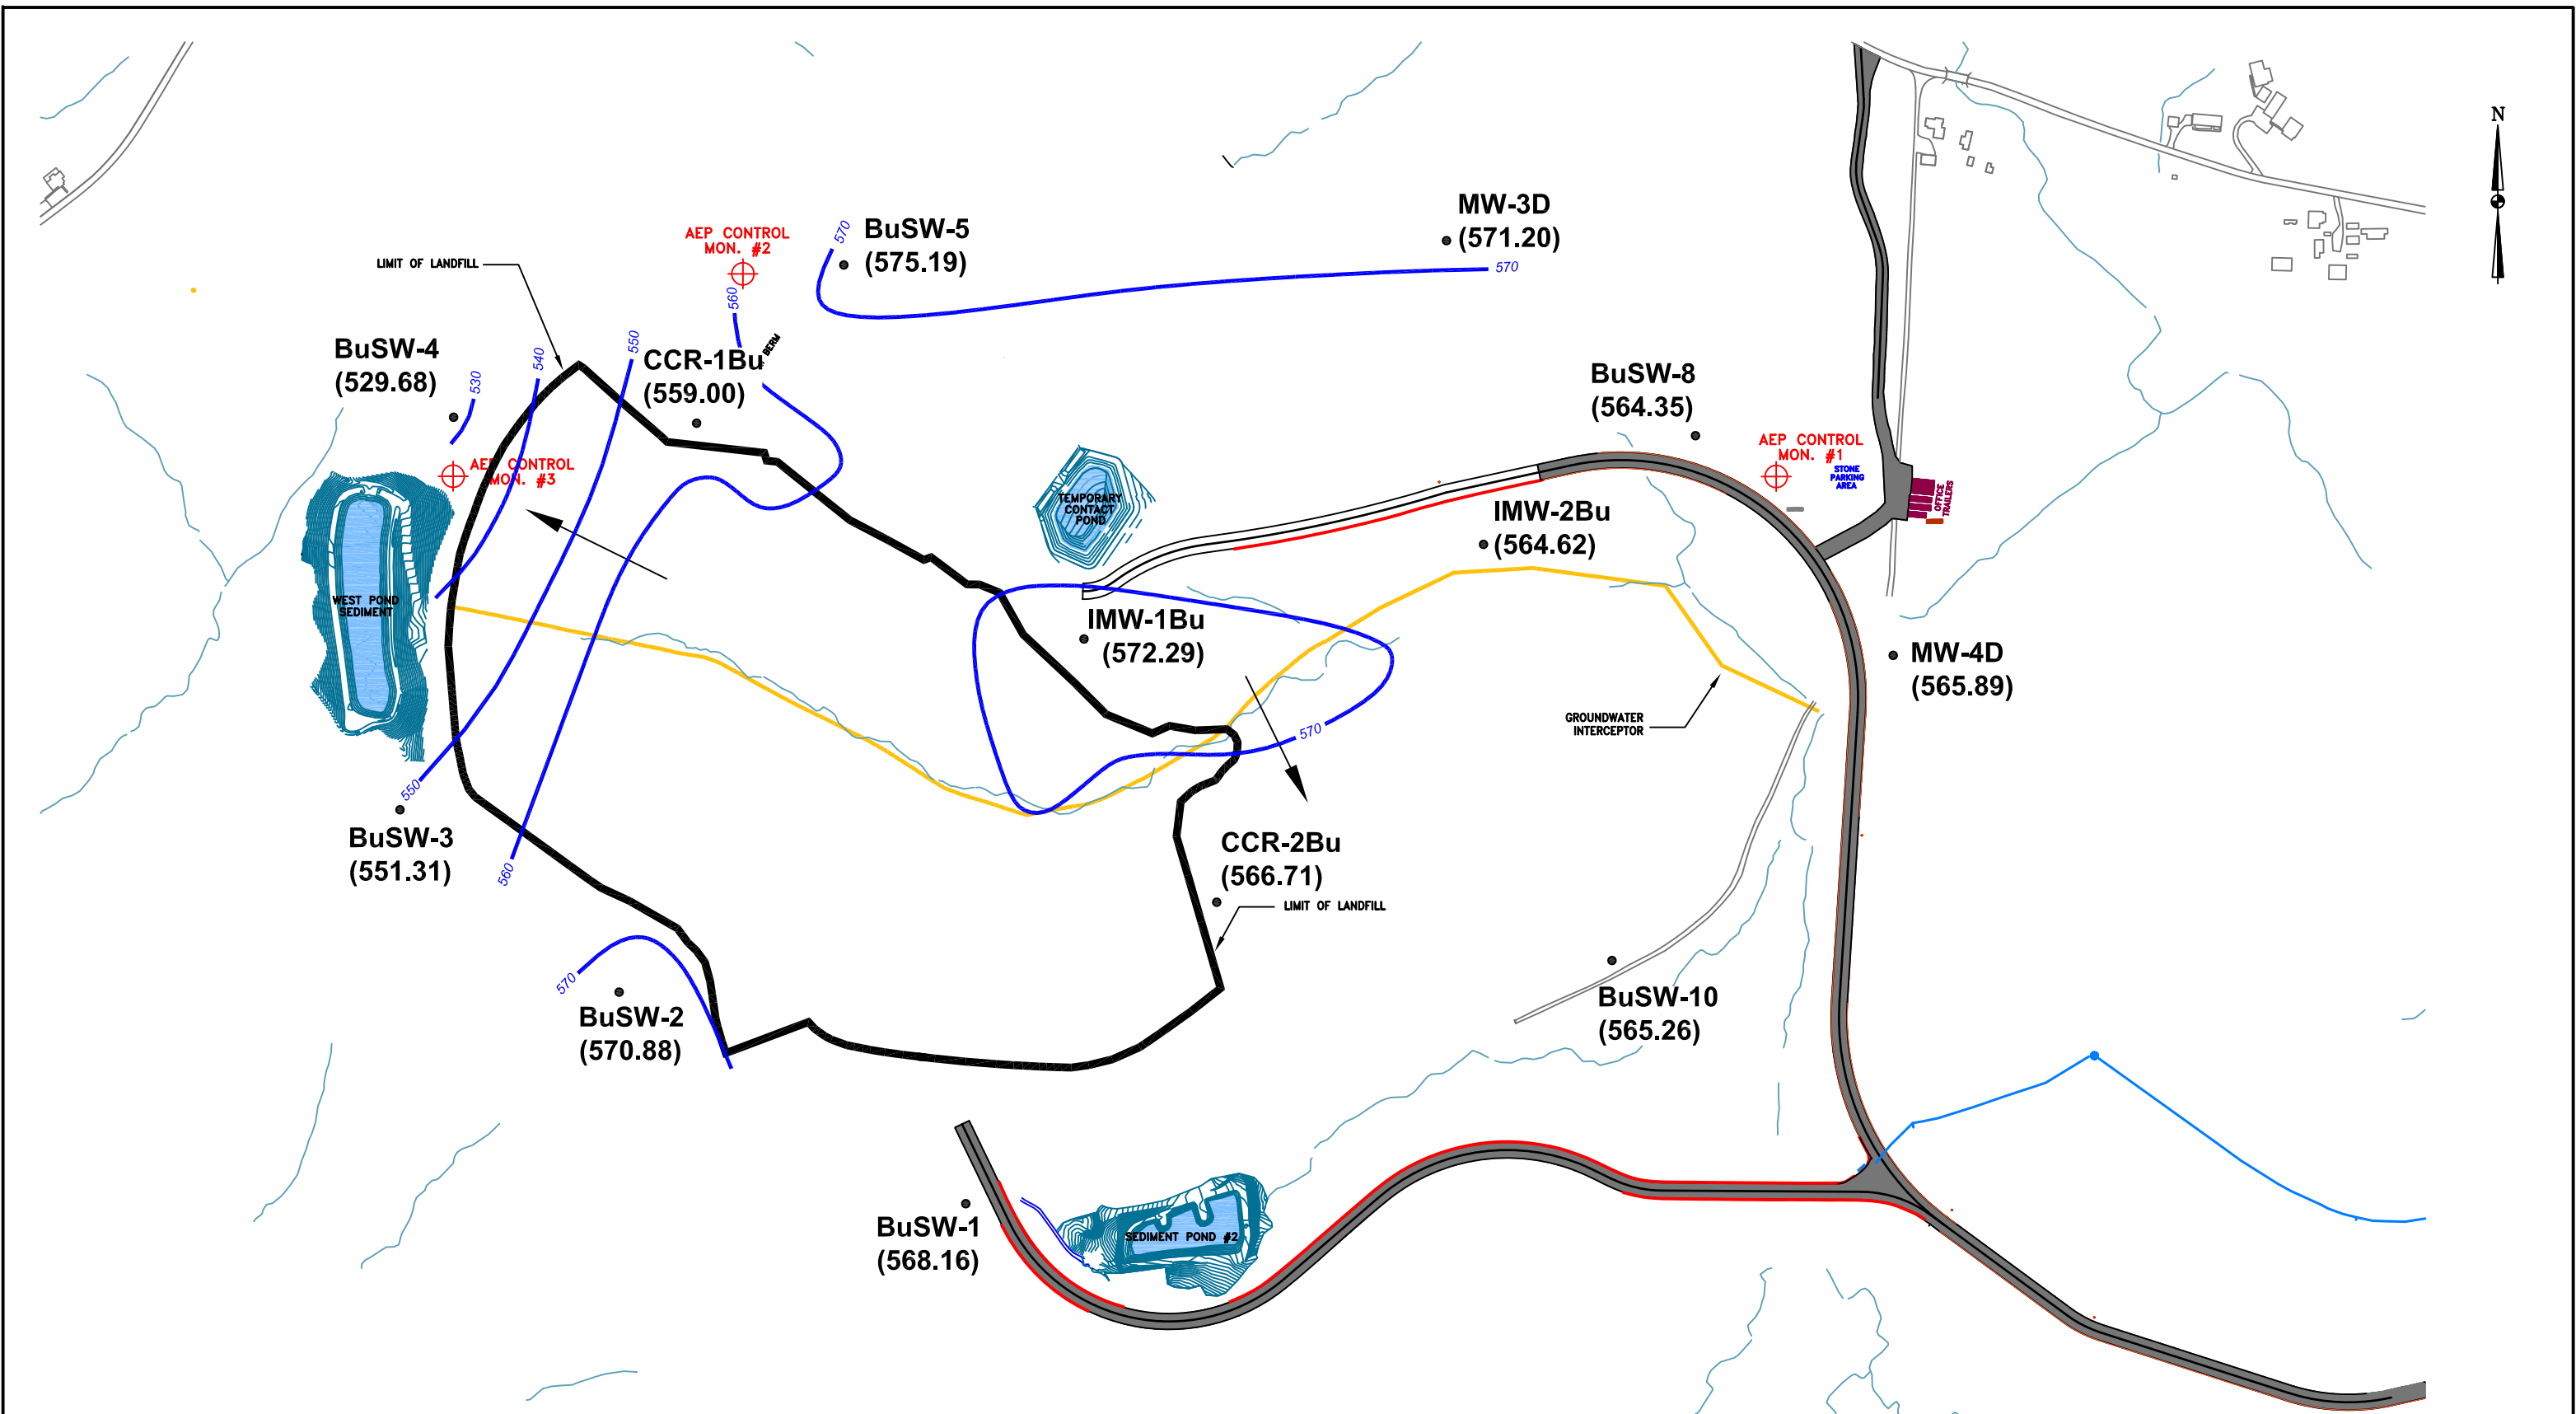 N
MW-3D
(571.20)
BuSW-5
(575.19)
570
AEP CONTROL
MON. #2
LIMIT OF LANDFILL
570
560
BuSW-4
(529.68)
530
540
550
CCR-1Bu
(559.00)
BERM
BuSW-8
(564.35)
AEP CONTROL
MON. #1
STONE
PARKING
AREA
OFFICE
TRAILERS
AEP CONTROL
MON. #3
TEMPORARY
CONTACT
POND
IMW-2Bu
(564.62)
WEST POND
SEDIMENT
IMW-1Bu
(572.29)
MW-4D
(565.89)
GROUNDWATER
INTERCEPTOR
570
550
BuSW-3
(551.31)
560
CCR-2Bu
(566.71)
LIMIT OF LANDFILL
570
BuSW-2
(570.88)
BuSW-10
(565.26)
BuSW-1
(568.16)
SEDIMENT POND #2